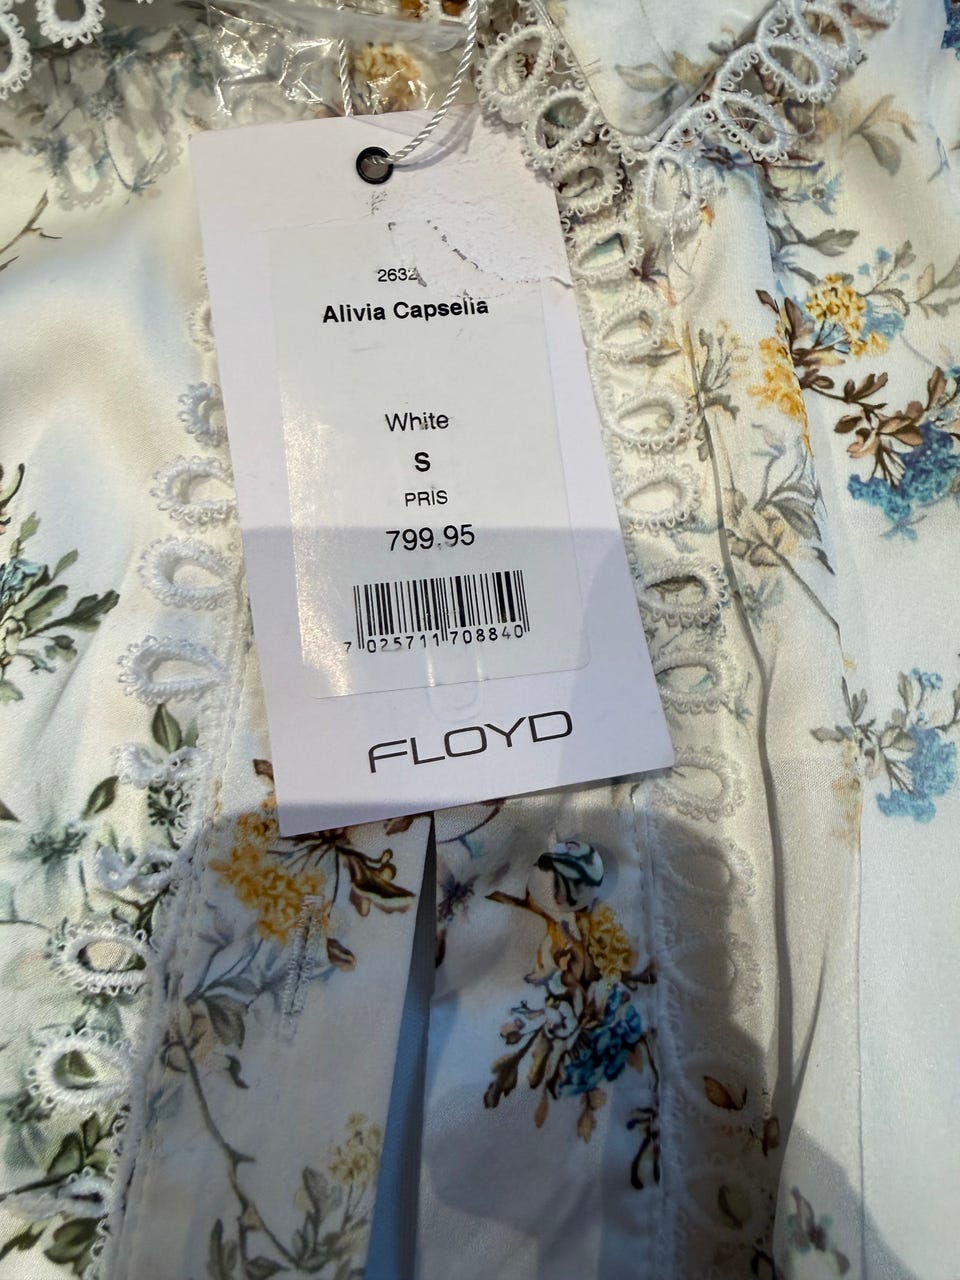 2632
Alivia Capselia
White
S
PRIS
799.95
7 025711 708840
FLOYD